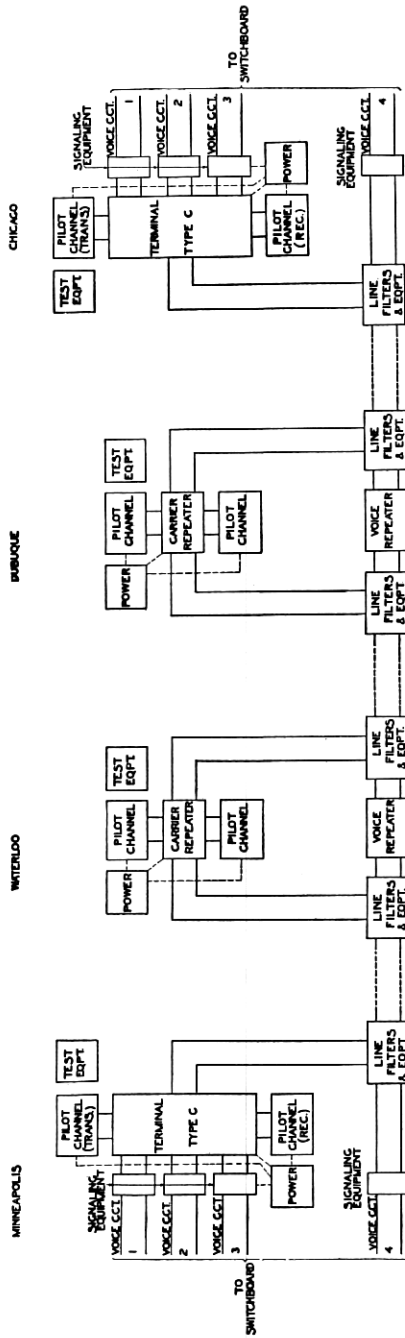 MINNEAPOLIS
WATERLOO
DUBUQUE
CHICAGO
PILOT
CHANNEL
(TRANS.)
TEST
EQPT.
SIGNALING
EQUIPMENT
VOICE CCT.
1
VOICE CCT.
2
VOICE CCT.
3
TERMINAL
TYPE C
POWER
PILOT
CHANNEL
(REC.)
TO
SWITCHBOARD
SIGNALING
EQUIPMENT
VOICE CCT.
4
LINE
FILTERS
& EQPT.
POWER
PILOT
CHANNEL
TEST
EQPT.
CARRIER
REPEATER
PILOT
CHANNEL
LINE
FILTERS
& EQPT.
VOICE
REPEATER
LINE
FILTERS
& EQPT.
POWER
PILOT
CHANNEL
TEST
EQPT.
CARRIER
REPEATER
PILOT
CHANNEL
LINE
FILTERS
& EQPT.
VOICE
REPEATER
LINE
FILTERS
& EQPT.
TEST
EQPT.
PILOT
CHANNEL
(TRANS.)
SIGNALING
EQUIPMENT
VOICE CCT.
1
VOICE CCT.
2
VOICE CCT.
3
TERMINAL
TYPE C
POWER
PILOT
CHANNEL
(REC.)
TO
SWITCHBOARD
SIGNALING
EQUIPMENT
VOICE CCT.
4
LINE
FILTERS
& EQPT.